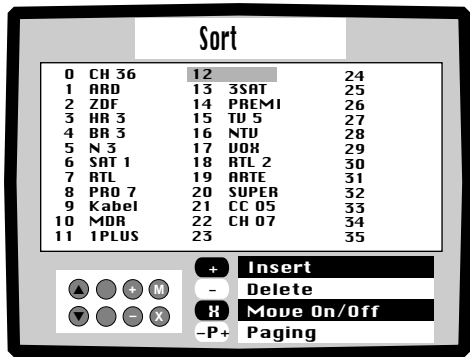 Sort
0 CH 36
1 ARD
2 ZDF
3 HR 3
4 BR 3
5 N 3
6 SAT 1
7 RTL
8 PRO 7
9 Kabel
10 MDR
11 1PLUS
12
13 3SAT
14 PREMI
15 TV 5
16 NTV
17 VOX
18 RTL 2
19 ARTE
20 SUPER
21 CC 05
22 CH 07
23
24
25
26
27
28
29
30
31
32
33
34
35
+ Insert
- Delete
X Move On/Off
-P+ Paging
+ M
- X